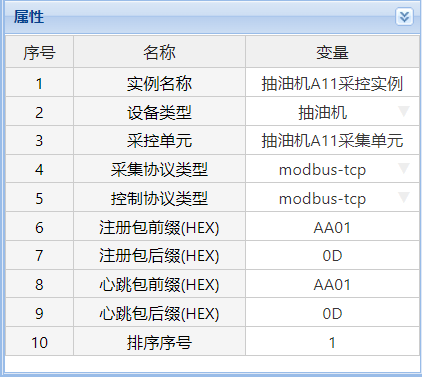 属性
序号 名称 变量
1 实例名称 抽油机A11采控实例
2 设备类型 抽油机
3 采控单元 抽油机A11采集单元
4 采集协议类型 modbus-tcp
5 控制协议类型 modbus-tcp
6 注册包前缀(HEX) AA01
7 注册包后缀(HEX) 0D
8 心跳包前缀(HEX) AA01
9 心跳包后缀(HEX) 0D
10 排序序号 1